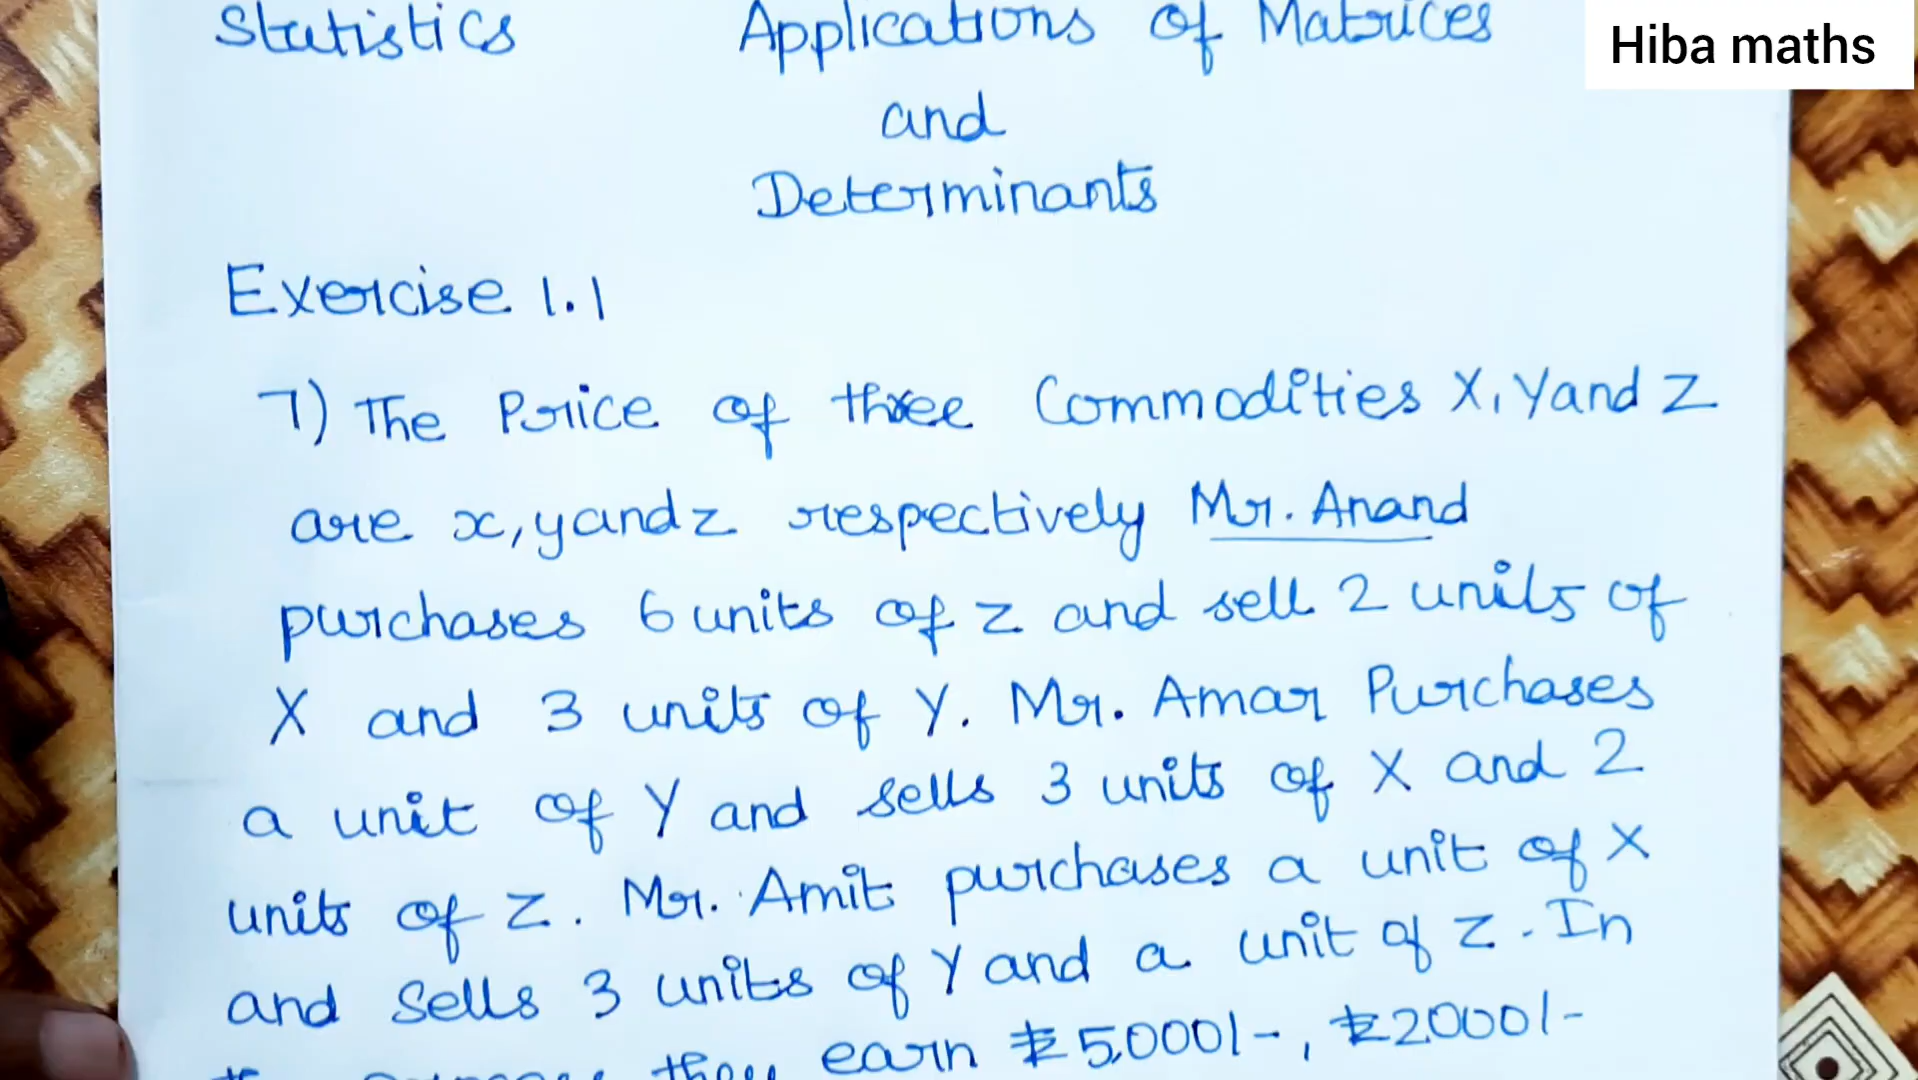 Statistics Applications of Matrices
Hiba maths
and
Determinants
Exercise 1.1
7) The Price of three Commodities X, Y and Z
are x, y and z respectively Mr. Anand
purchases 6 units of z and sell 2 units of
X and 3 units of Y. Mr. Amar Purchases
a unit of Y and sells 3 units of X and 2
units of Z. Mr. Amit purchases a unit of X
and Sells 3 units of Y and a unit of Z. In
they earn ₹ 5,000/-, ₹ 2000/-